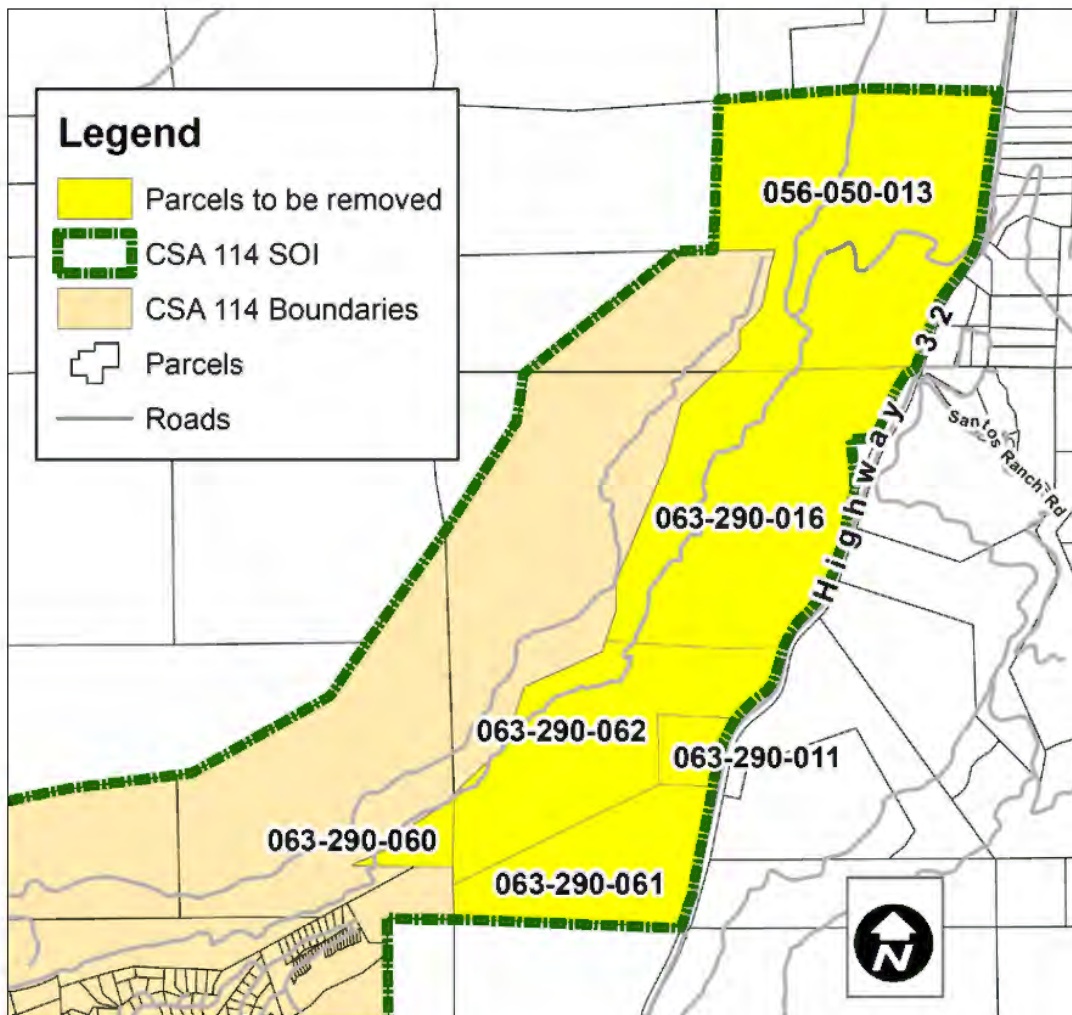 Legend
Parcels to be removed
CSA 114 SOI
CSA 114 Boundaries
Parcels
Roads
056-050-013
Highway 32
Santos Ranch Rd
063-290-016
063-290-062
063-290-011
063-290-060
063-290-061
N